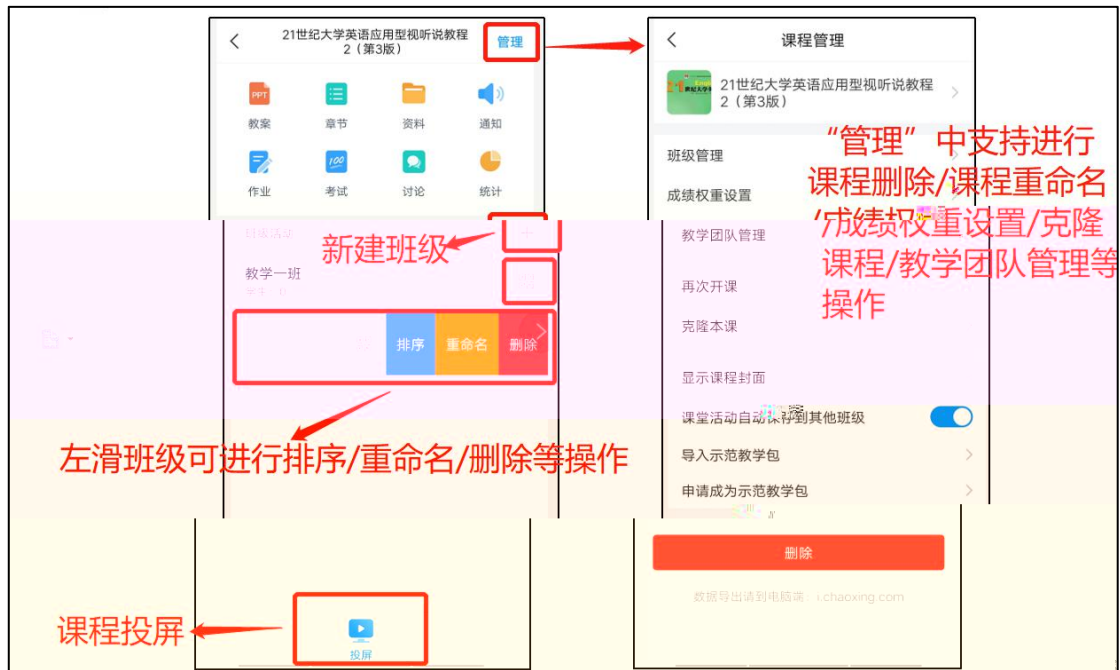 21世纪大学英语应用型视听说教程
2（第3版）
管理
PPT
教案
章节
资料
通知
100
作业
考试
讨论
统计
班级活动
新建班级
教学一班
排序
重命名
删除
左滑班级可进行排序/重命名/删除等操作
课程投屏
投屏
课程管理
21世纪大学英语应用型视听说教程
2（第3版）
班级管理
成绩权重设置
教学团队管理
再次开课
克隆本课
显示课程封面
课堂活动自动保存到其他班级
导入示范教学包
申请成为示范教学包
删除
数据导出请到电脑端：i.chaoxing.com
“管理”中支持进行
课程删除/课程重命名
/成绩权重设置/克隆
课程/教学团队管理等
操作